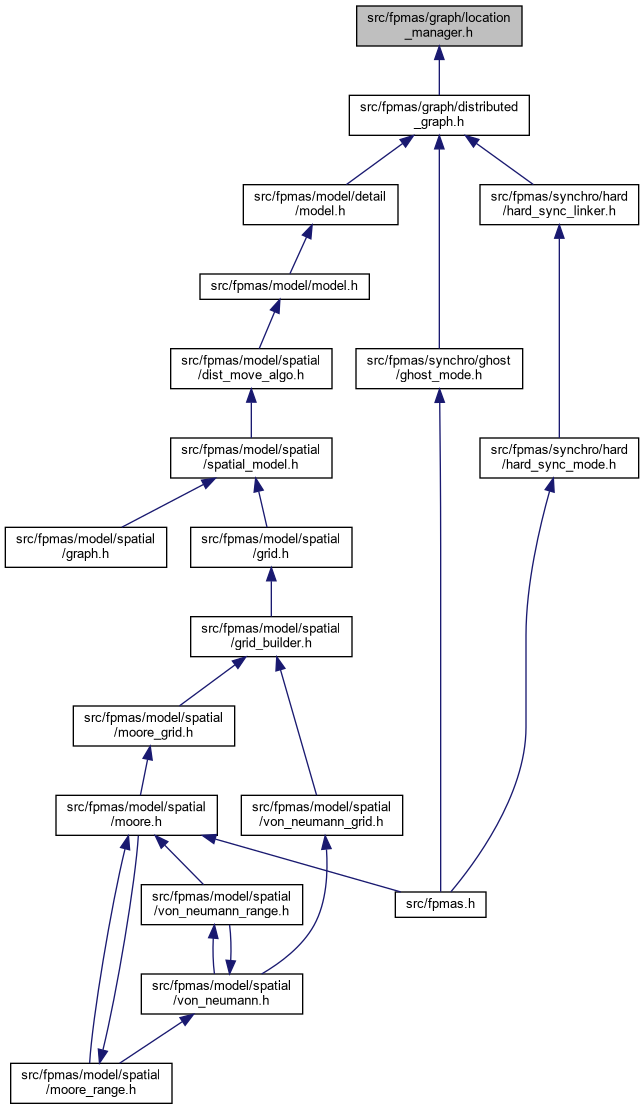 src/fpmas/graph/location
_manager.h
src/fpmas/graph/distributed
_graph.h
src/fpmas/model/detail
/model.h
src/fpmas/synchro/hard
/hard_sync_linker.h
src/fpmas/model/model.h
src/fpmas/model/spatial
/dist_move_algo.h
src/fpmas/synchro/ghost
/ghost_mode.h
src/fpmas/model/spatial
/spatial_model.h
src/fpmas/synchro/hard
/hard_sync_mode.h
src/fpmas/model/spatial
/graph.h
src/fpmas/model/spatial
/grid.h
src/fpmas/model/spatial
/grid_builder.h
src/fpmas/model/spatial
/moore_grid.h
src/fpmas/model/spatial
/moore.h
src/fpmas/model/spatial
/von_neumann_grid.h
src/fpmas/model/spatial
/von_neumann_range.h
src/fpmas.h
src/fpmas/model/spatial
/von_neumann.h
src/fpmas/model/spatial
/moore_range.h